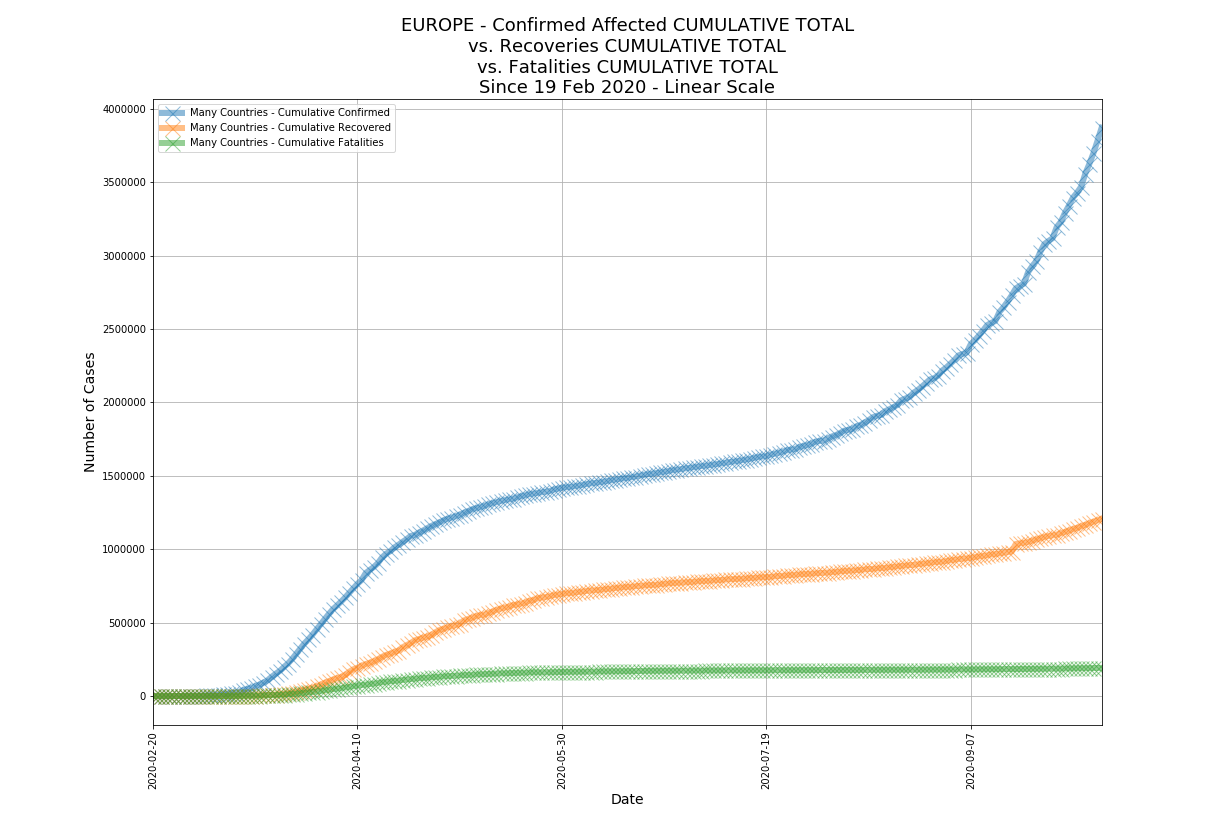 EUROPE - Confirmed Affected CUMULATIVE TOTAL
vs. Recoveries CUMULATIVE TOTAL
vs. Fatalities CUMULATIVE TOTAL
Since 19 Feb 2020 - Linear Scale
Many Countries - Cumulative Confirmed
Many Countries - Cumulative Recovered
Many Countries - Cumulative Fatalities
Number of Cases
4000000
3500000
3000000
2500000
2000000
1500000
1000000
500000
0
2020-02-20
2020-04-10
2020-05-30
2020-07-19
2020-09-07
Date